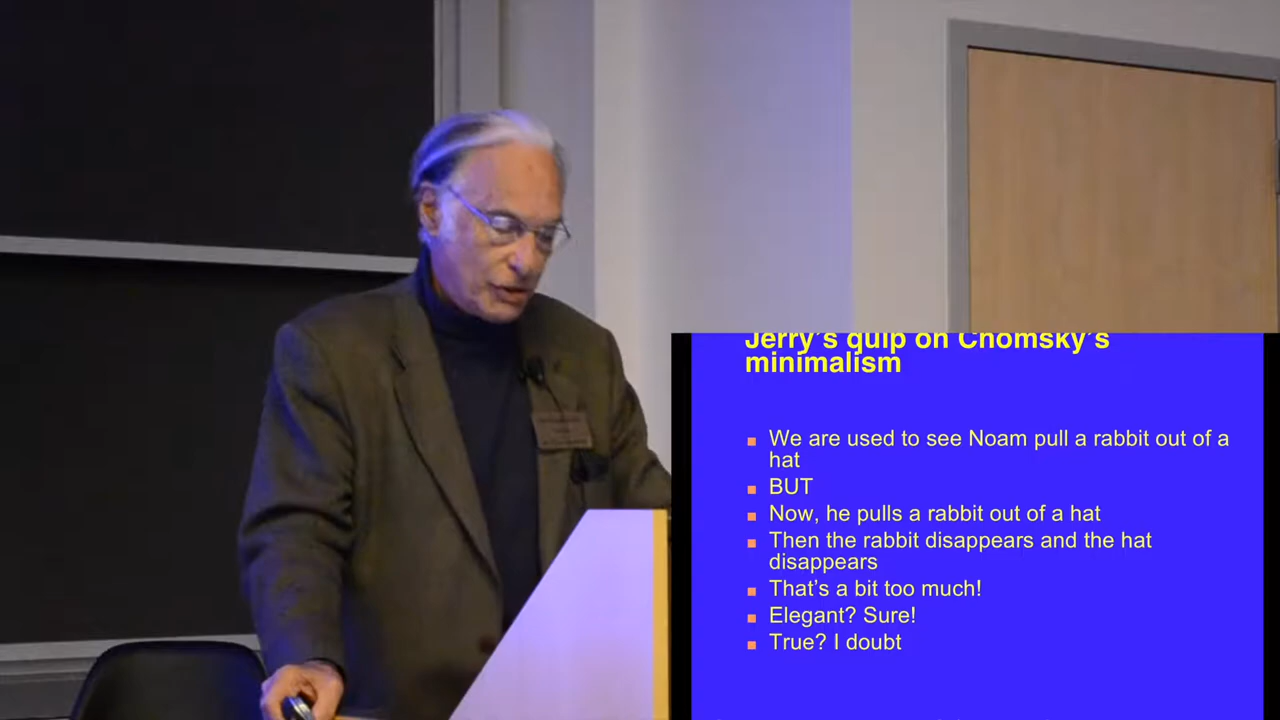 Jerry's quip on Chomsky's
minimalism
We are used to see Noam pull a rabbit out of a
hat
BUT
Now, he pulls a rabbit out of a hat
Then the rabbit disappears and the hat
disappears
That's a bit too much!
Elegant? Sure!
True? I doubt